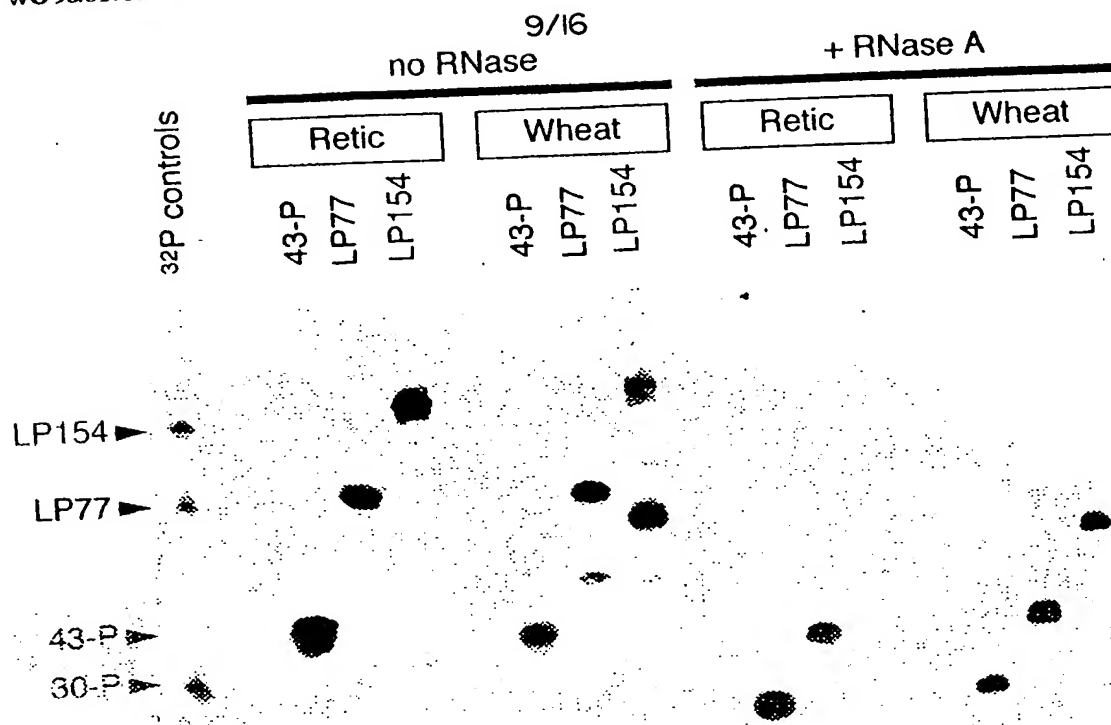 9/16
no RNase
+ RNase A
Retic
Wheat
Retic
Wheat
32P controls
43-P
LP77
LP154
43-P
LP77
LP154
43-P
LP77
LP154
43-P
LP77
LP154
LP154
LP77
43-P
30-P